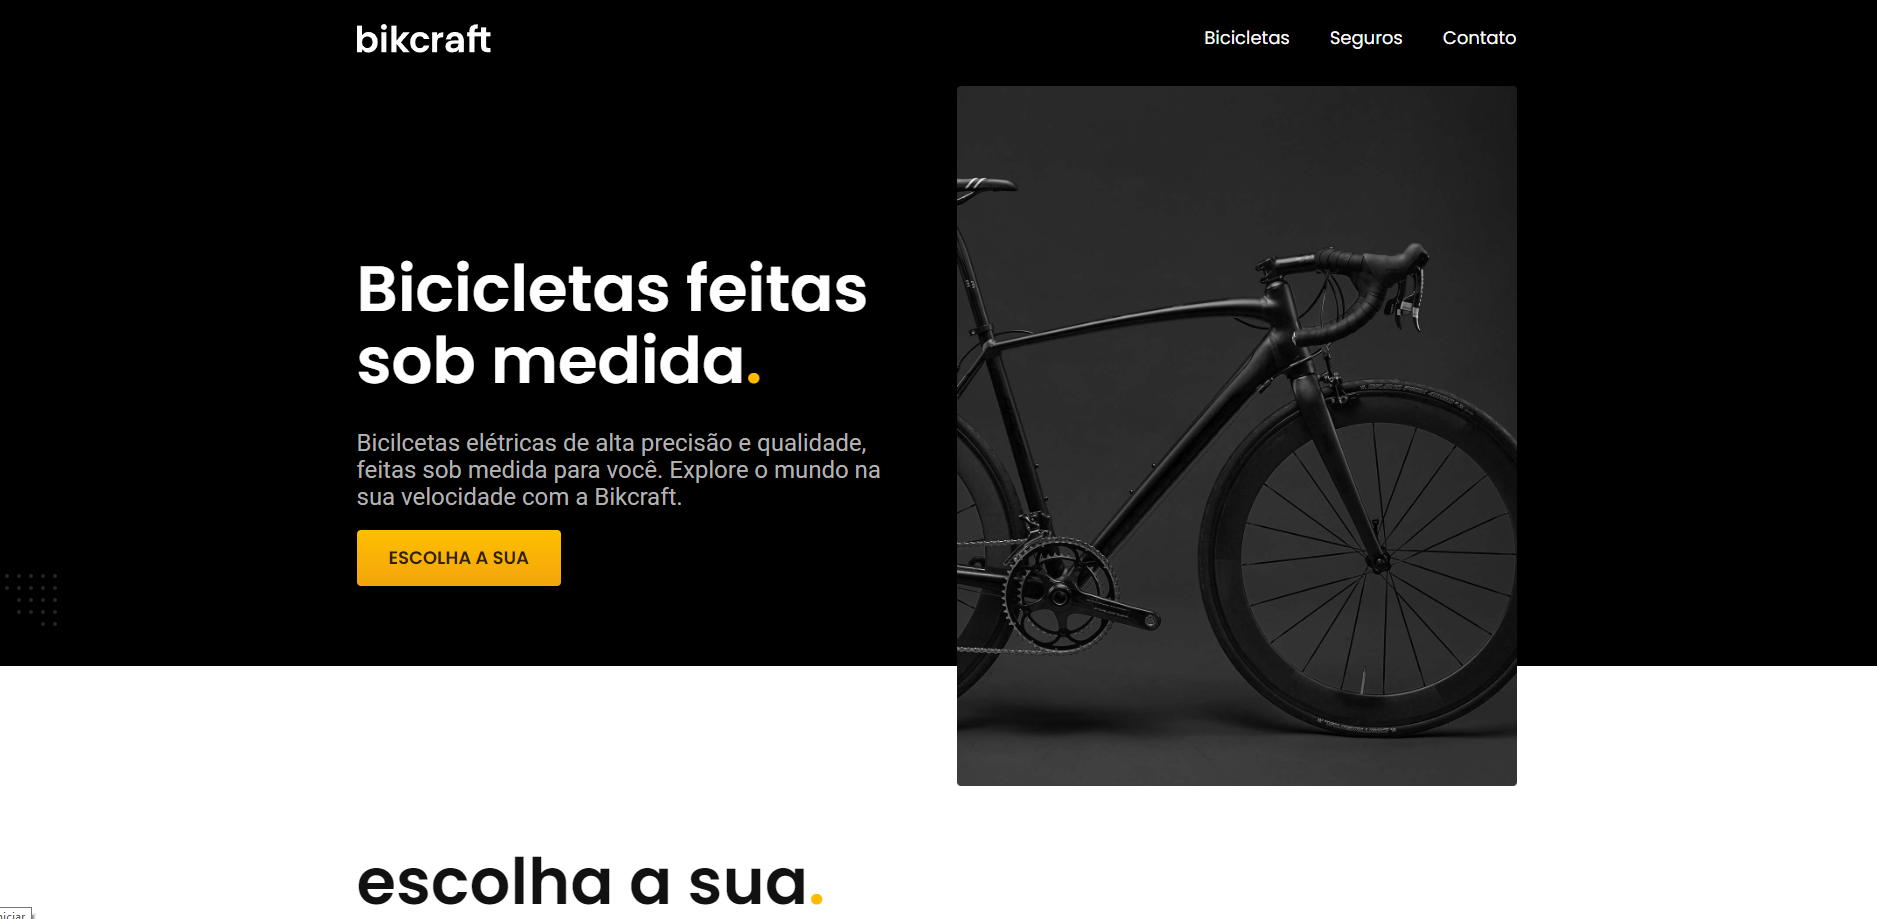 bikcraft
Bicicletas Seguros Contato
Bicicletas feitas
sob medida.
Bicilcetas elétricas de alta precisão e qualidade,
feitas sob medida para você. Explore o mundo na
sua velocidade com a Bikcraft.
ESCOLHA A SUA
escolha a sua.